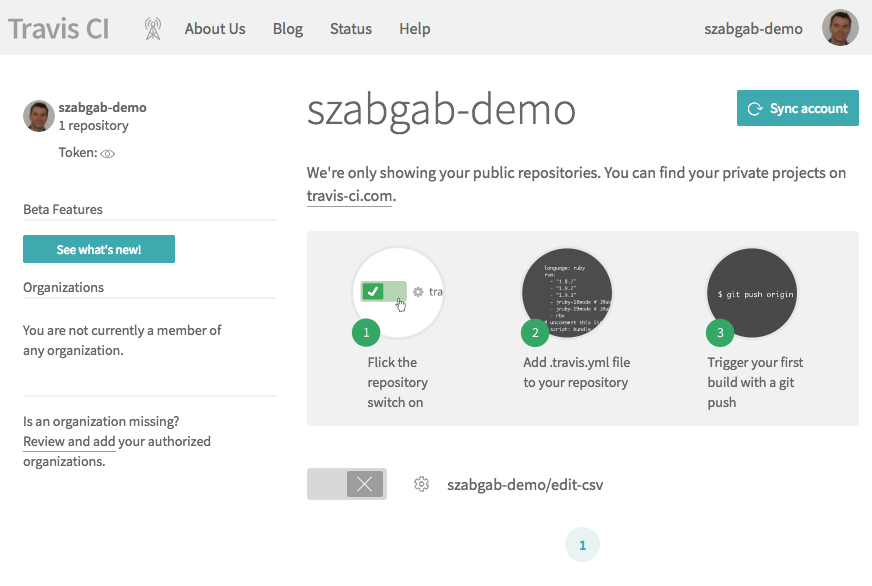 Travis CI
About Us
Blog
Status
Help
szabgab-demo
szabgab-demo
1 repository
Token:
Beta Features
See what's new!
Organizations
You are not currently a member of
any organization.
Is an organization missing?
Review and add your authorized
organizations.
szabgab-demo
Sync account
We're only showing your public repositories. You can find your private projects on
travis-ci.com.
tra
1
Flick the
repository
switch on
language: ruby
rvm:
- "1.8.7"
- "1.9.2"
- "1.9.3"
- jruby-18mode # JRu
- jruby-19mode # JRu
- rbx
# uncomment this li
script: bundle
2
Add .travis.yml file
to your repository
$ git push origin
3
Trigger your first
build with a git
push
szabgab-demo/edit-csv
1